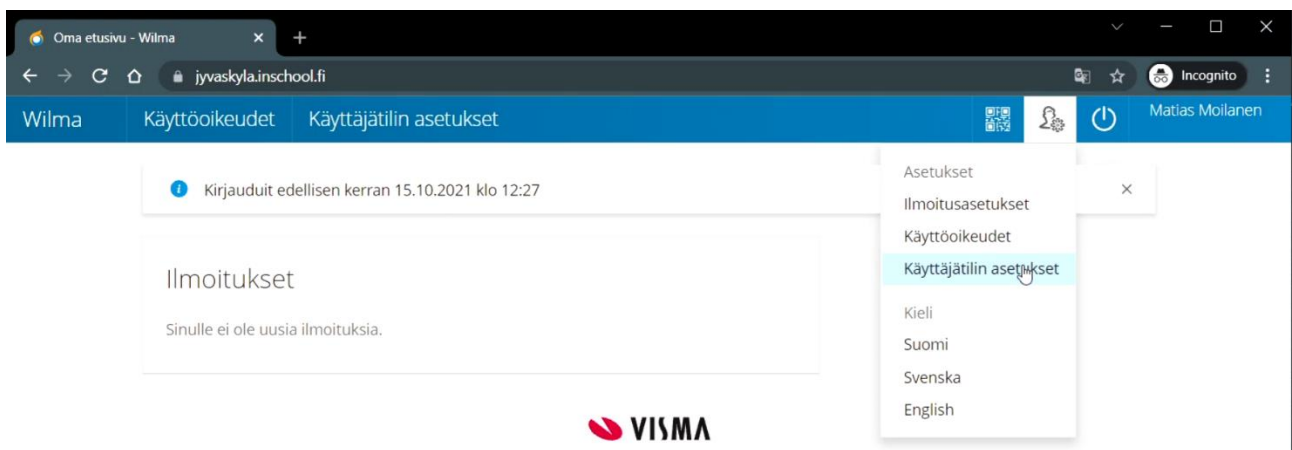 Oma etusivu - Wilma
jyvaskyla.inschool.fi
Incognito
Wilma Käyttöoikeudet Käyttäjätilin asetukset Matias Moilanen
Kirjauduit edellisen kerran 15.10.2021 klo 12:27
Ilmoitukset
Sinulle ei ole uusia ilmoituksia.
Asetukset
Ilmoitusasetukset
Käyttöoikeudet
Käyttäjätilin asetukset
Kieli
Suomi
Svenska
English
VISMA